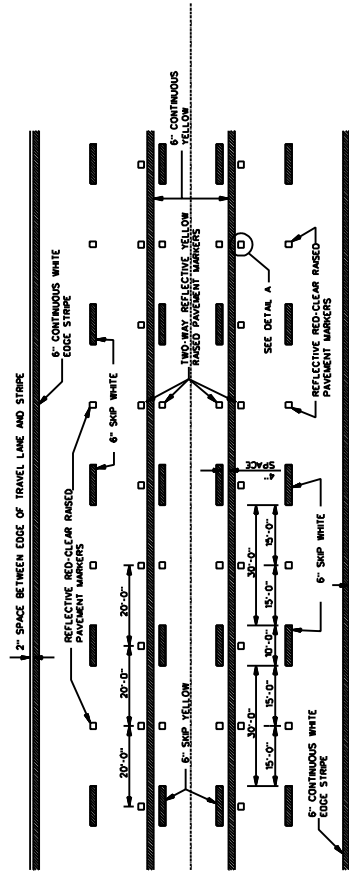 2" SPACE BETWEEN EDGE OF TRAVEL LANE AND STRIPE
6" CONTINUOUS WHITE
EDGE STRIPE
REFLECTIVE RED-CLEAR RAISED
PAVEMENT MARKERS
6" SKIP WHITE
20'-0"
20'-0"
20'-0"
6" CONTINUOUS
YELLOW
TWO-WAY REFLECTIVE YELLOW
RAISED PAVEMENT MARKERS
6" SKIP YELLOW
SPACE
SEE DETAIL A
30'-0"
30'-0"
15'-0"
15'-0"
10'-0"
15'-0"
15'-0"
REFLECTIVE RED-CLEAR RAISED
PAVEMENT MARKERS
6" SKIP WHITE
6" CONTINUOUS WHITE
EDGE STRIPE